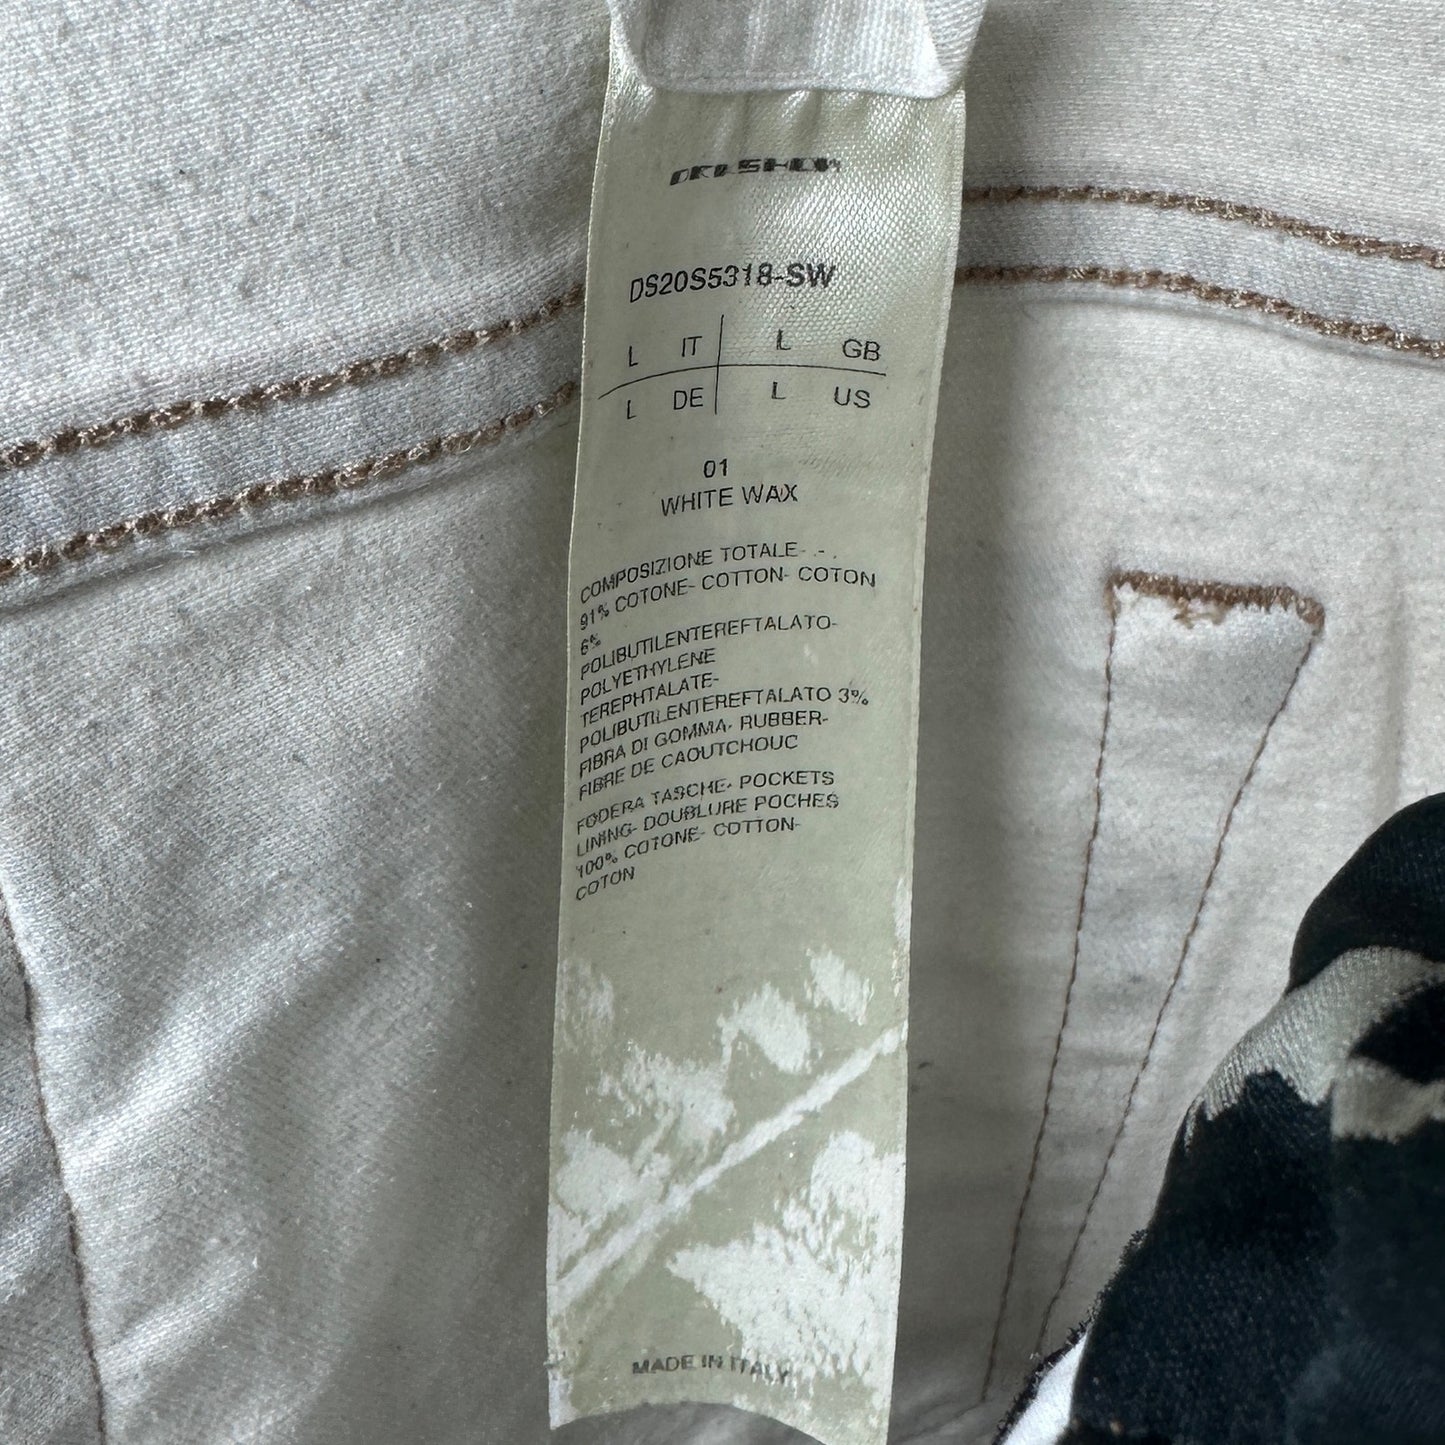 DRKSHDW
DS20S5318-SW
L IT L GB
L DE L US
01
WHITE WAX
COMPOSIZIONE TOTALE- -
91% COTONE- COTTON- COTON
6%
POLIBUTILENTEREFTALATO-
POLYETHYLENE
TEREPHTALATE-
POLIBUTILENTEREFTALATO 3%
FIBRA DI GOMMA- RUBBER-
FIBRE DE CAOUTCHOUC
FODERA TASCHE- POCKETS
LINING- DOUBLURE POCHES
100% COTONE- COTTON-
COTON
MADE IN ITALY